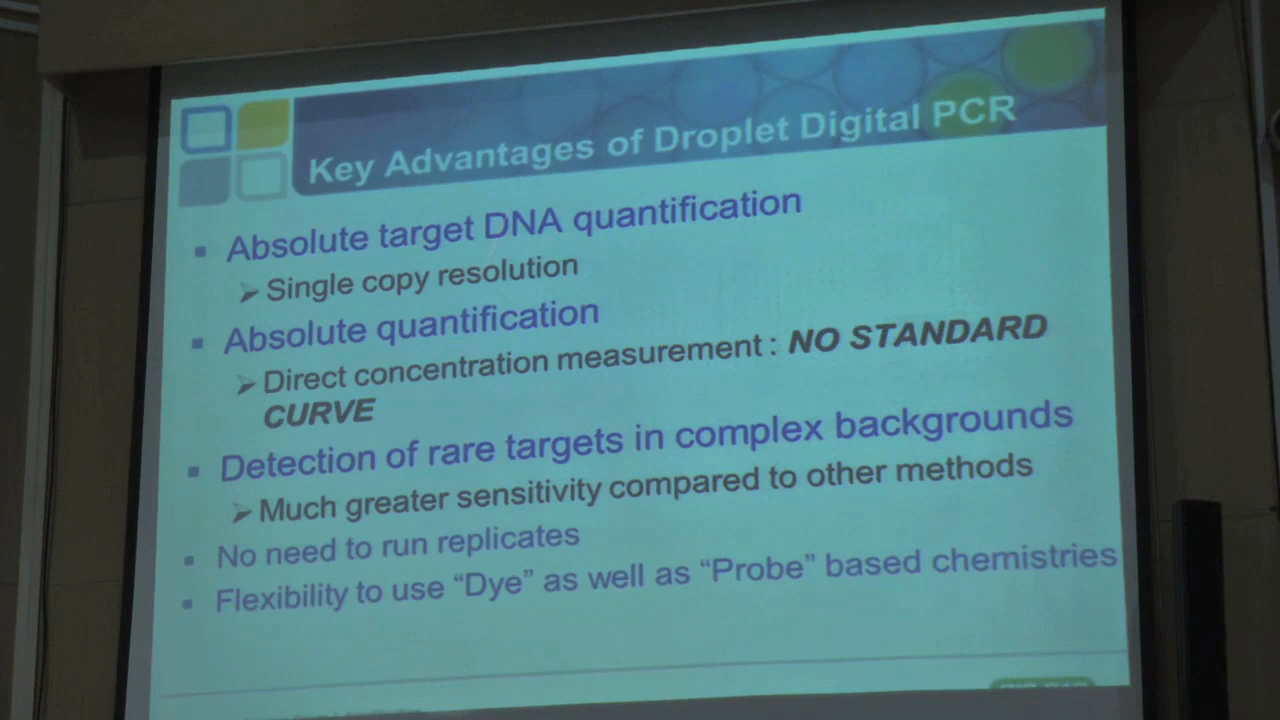 Key Advantages of Droplet Digital PCR
Absolute target DNA quantification
Single copy resolution
Absolute quantification
Direct concentration measurement : NO STANDARD
CURVE
Detection of rare targets in complex backgrounds
Much greater sensitivity compared to other methods
No need to run replicates
Flexibility to use “Dye” as well as “Probe” based chemistries